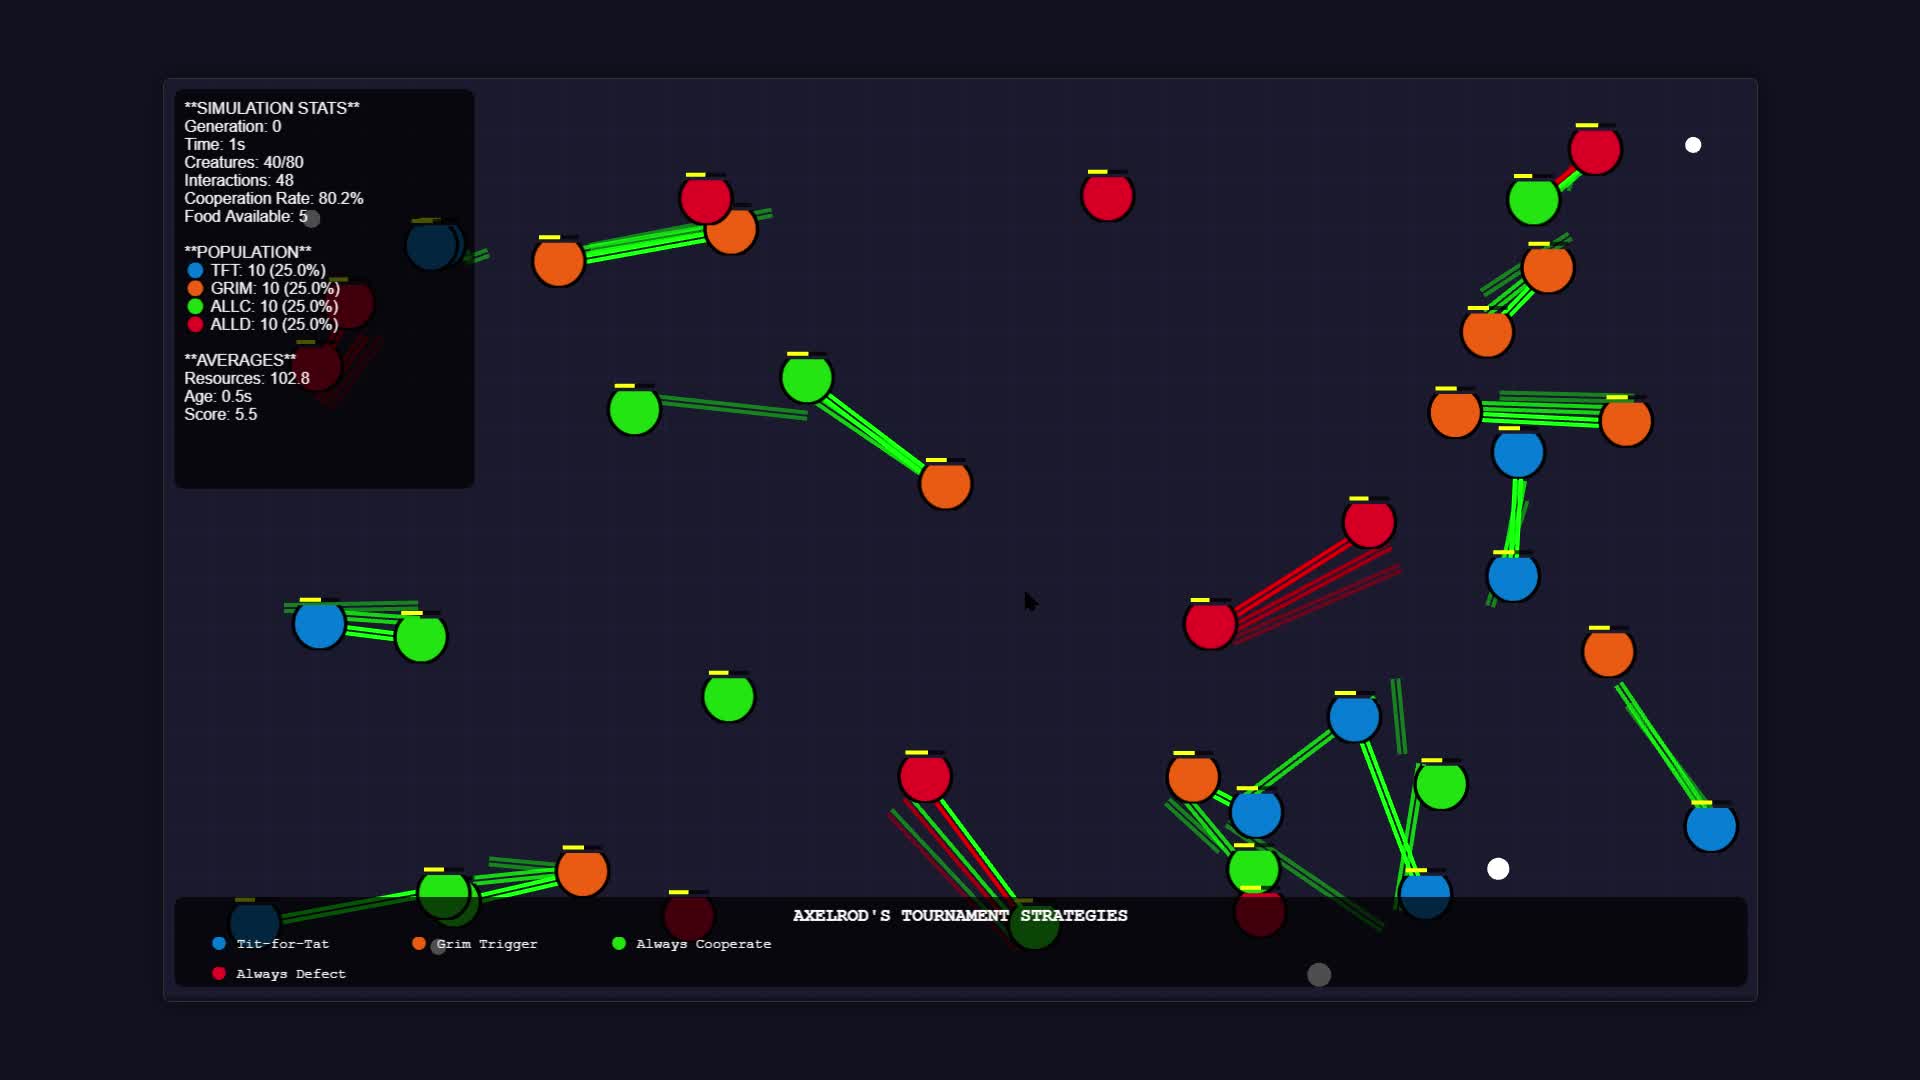 **SIMULATION STATS**
Generation: 0
Time: 1s
Creatures: 40/80
Interactions: 48
Cooperation Rate: 80.2%
Food Available: 5
**POPULATION**
TFT: 10 (25.0%)
GRIM: 10 (25.0%)
ALLC: 10 (25.0%)
ALLD: 10 (25.0%)
**AVERAGES**
Resources: 102.8
Age: 0.5s
Score: 5.5
AXELROD'S TOURNAMENT STRATEGIES
Tit-for-Tat Grim Trigger Always Cooperate
Always Defect